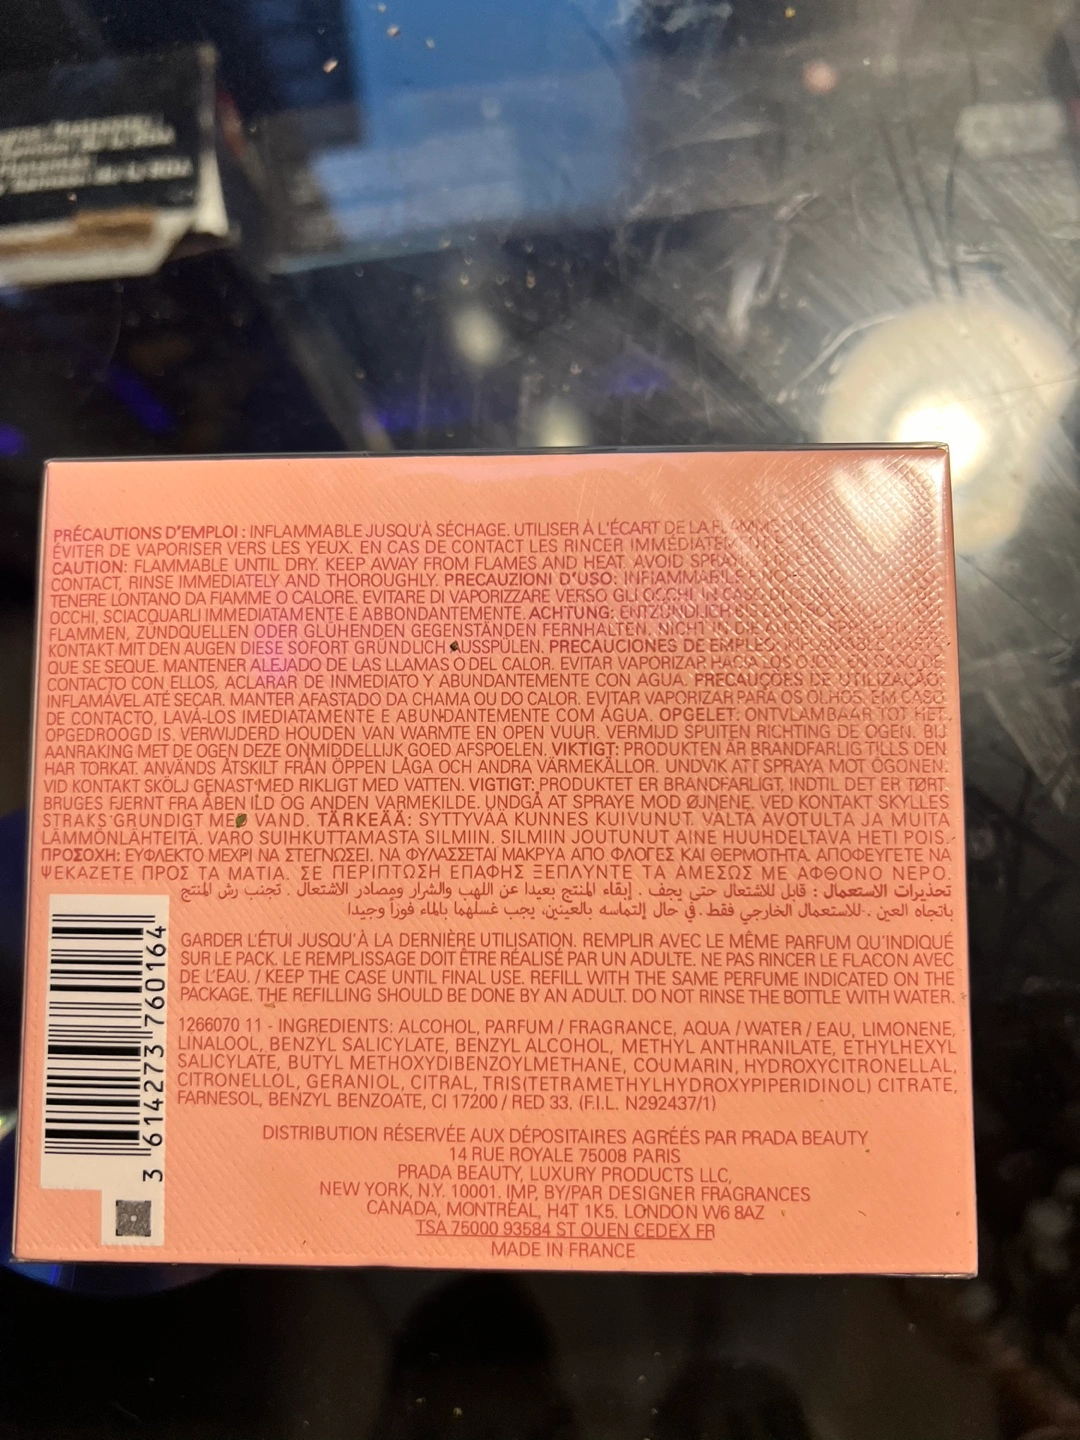 PRÉCAUTIONS D'EMPLOI : INFLAMMABLE JUSQU'À SÉCHAGE. UTILISER À L'ÉCART DE LA FLAMME
ÉVITER DE VAPORISER VERS LES YEUX. EN CAS DE CONTACT LES RINCER IMMÉDIATEMENT
CAUTION: FLAMMABLE UNTIL DRY. KEEP AWAY FROM FLAMES AND HEAT. AVOID
CONTACT, RINSE IMMEDIATELY AND THOROUGHLY. PRECAUZIONI D'USO: INFIAMMABILE
TENERE LONTANO DA FIAMME O CALORE. EVITARE DI VAPORIZZARE VERSO GLI OCCHI. IN CASO
OCCHI, SCIACQUARLI IMMEDIATAMENTE E ABBONDANTEMENTE. ACHTUNG: ENTZÜNDLICH
FLAMMEN, ZÜNDQUELLEN ODER GLÜHENDEN GEGENSTÄNDEN FERNHALTEN. NICHT IN DIE AUGEN
KONTAKT MIT DEN AUGEN DIESE SOFORT GRÜNDLICH AUSSPÜLEN. PRECAUCIONES DE EMPLEO:
QUE SE SEQUE. MANTENER ALEJADO DE LAS LLAMAS O DEL CALOR. EVITAR VAPORIZAR HACIA LOS OJOS. EN CASO DE
CONTACTO CON ELLOS, ACLARAR DE INMEDIATO Y ABUNDANTEMENTE CON AGUA. PRECAUÇÕES DE UTILIZAÇÃO:
INFLAMÁVEL ATÉ SECAR. MANTER AFASTADO DA CHAMA OU DO CALOR. EVITAR VAPORIZAR PARA OS OLHOS. EM CASO
DE CONTACTO, LAVÁ-LOS IMEDIATAMENTE E ABUNDANTEMENTE COM ÁGUA. OPGELET: ONTVLAMBAAR TOT HET
OPGEDROOGD IS. VERWIJDERD HOUDEN VAN WARMTE EN OPEN VUUR. VERMIJD SPUITEN RICHTING DE OGEN. BIJ
AANRAKING MET DE OGEN DEZE ONMIDDELLIJK GOED AFSPOELEN. VIKTIGT: PRODUKTEN ÄR BRANDFARLIG TILLS DEN
HAR TORKAT. ANVÄNDS ÅTSKILT FRÅN ÖPPEN LÅGA OCH ANDRA VÄRMEKÄLLOR. UNDVIK ATT SPRAYA MOT ÖGONEN.
VID KONTAKT SKÖLJ GENAST MED RIKLIGT MED VATTEN. VIGTIGT: PRODUKTET ER BRANDFARLIGT, INDTIL DET ER TØRT.
BRUGES FJERNT FRA ÅBEN ILD OG ANDEN VARMEKILDE. UNDGÅ AT SPRAYE MOD ØJNENE. VED KONTAKT SKYLLES
STRAKS GRUNDIGT MED VAND. TÄRKEÄÄ: SYTTYVÄÄ KUNNES KUIVUNUT. VÄLTÄ AVOTULTA JA MUITA
LÄMMÖNLÄHTEITÄ. VARO SUIHKUTTAMASTA SILMIIN. SILMIIN JOUTUNUT AINE HUUHDELTAVA HETI POIS.
ΠΡΟΣΟΧΗ: ΕΥΦΛΕΚΤΟ ΜΕΧΡΙ ΝΑ ΣΤΕΓΝΩΣΕΙ. ΝΑ ΦΥΛΑΣΣΕΤΑΙ ΜΑΚΡΥΑ ΑΠΟ ΦΛΟΓΕΣ ΚΑΙ ΘΕΡΜΟΤΗΤΑ. ΑΠΟΦΕΥΓΕΤΕ ΝΑ
ΨΕΚΑΖΕΤΕ ΠΡΟΣ ΤΑ ΜΑΤΙΑ. ΣΕ ΠΕΡΙΠΤΩΣΗ ΕΠΑΦΗΣ ΞΕΠΛΥΝΤΕ ΤΑ ΑΜΕΣΩΣ ΜΕ ΑΦΘΟΝΟ ΝΕΡΟ.
تحذيرات الاستعمال : قابل للاشتعال حتى يجف . إبقاء المنتج بعيدا عن اللهب والشرار ومصادر الاشتعال . تجنب رش المنتج
باتجاه العين . للاستعمال الخارجي فقط. في حال إلتماسه بالعينين، يجب غسلهما بالماء فوراً وجيدا
GARDER L'ÉTUI JUSQU'À LA DERNIÈRE UTILISATION. REMPLIR AVEC LE MÊME PARFUM QU'INDIQUÉ
SUR LE PACK. LE REMPLISSAGE DOIT ÊTRE RÉALISÉ PAR UN ADULTE. NE PAS RINCER LE FLACON AVEC
DE L'EAU. / KEEP THE CASE UNTIL FINAL USE. REFILL WITH THE SAME PERFUME INDICATED ON THE
PACKAGE. THE REFILLING SHOULD BE DONE BY AN ADULT. DO NOT RINSE THE BOTTLE WITH WATER.
1266070 11 - INGREDIENTS: ALCOHOL, PARFUM / FRAGRANCE, AQUA / WATER / EAU, LIMONENE,
LINALOOL, BENZYL SALICYLATE, BENZYL ALCOHOL, METHYL ANTHRANILATE, ETHYLHEXYL
SALICYLATE, BUTYL METHOXYDIBENZOYLMETHANE, COUMARIN, HYDROXYCITRONELLAL,
CITRONELLOL, GERANIOL, CITRAL, TRIS(TETRAMETHYLHYDROXYPIPERIDINOL) CITRATE,
FARNESOL, BENZYL BENZOATE, CI 17200 / RED 33. (F.I.L. N292437/1)
3 614273 760164
DISTRIBUTION RÉSERVÉE AUX DÉPOSITAIRES AGRÉÉS PAR PRADA BEAUTY
14 RUE ROYALE 75008 PARIS
PRADA BEAUTY, LUXURY PRODUCTS LLC,
NEW YORK, N.Y. 10001. IMP, BY/PAR DESIGNER FRAGRANCES
CANADA, MONTRÉAL, H4T 1K5. LONDON W6 8AZ
TSA 75000 93584 ST OUEN CEDEX FR
MADE IN FRANCE